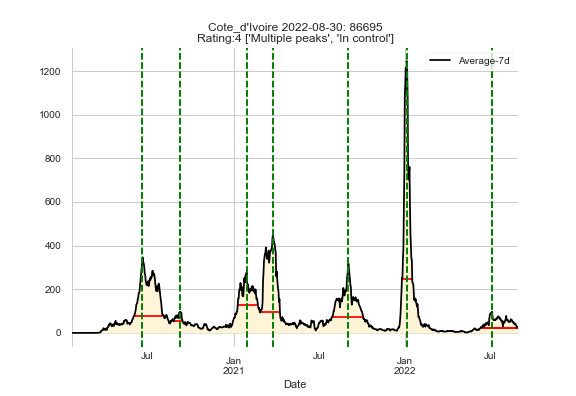 Cote_d'Ivoire 2022-08-30: 86695
Rating:4 ['Multiple peaks', 'In control']
Average-7d
1200
1000
800
600
400
200
0
Jul
Jan
2021
Jul
Jan
2022
Jul
Date